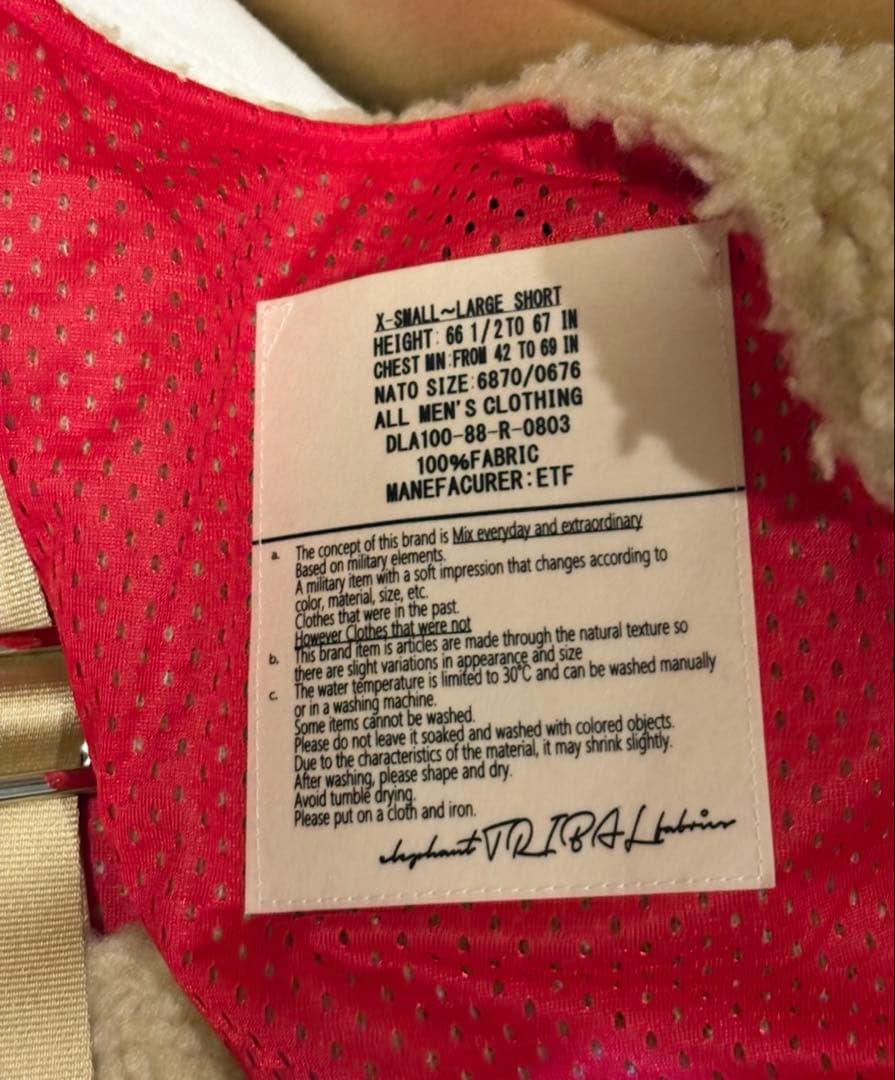 X-SMALL~LARGE SHORT
HEIGHT: 66 1/2 TO 67 IN
CHEST MN:FROM 42 TO 69 IN
NATO SIZE:6870/0676
ALL MEN'S CLOTHING
DLA100-88-R-0803
100%FABRIC
MANEFACURER:ETF
a. The concept of this brand is Mix everyday and extraordinary
Based on military elements.
A military item with a soft impression that changes according to
color, material, size, etc.
Clothes that were in the past.
However Clothes that were not
b. This brand item is articles are made through the natural texture so
there are slight variations in appearance and size
c. The water temperature is limited to 30℃ and can be washed manually
or in a washing machine.
Some items cannot be washed.
Please do not leave it soaked and washed with colored objects.
Due to the characteristics of the material, it may shrink slightly.
After washing, please shape and dry.
Avoid tumble drying.
Please put on a cloth and iron.
elephant TRIBAL fabrics